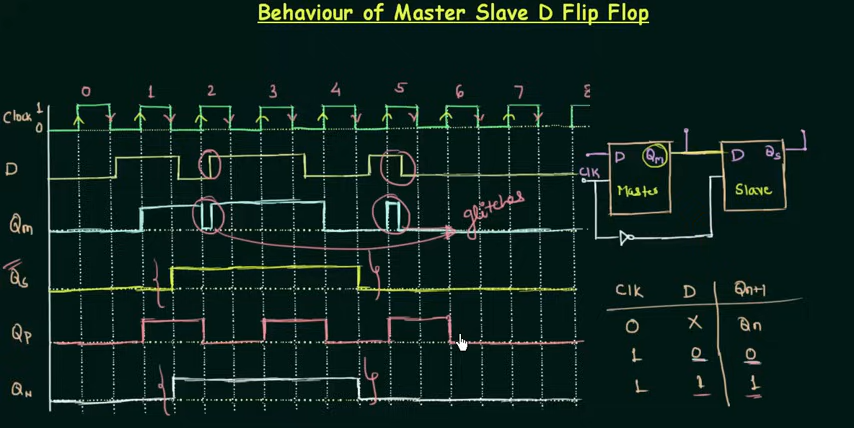 Behaviour of Master Slave D Flip Flop
0 1 2 3 4 5 6 7 8
Clock 1
0
D
Qm
glitches
Qs
QP
QN
D Qm D Qs
CLK
Master Slave
CLK D Qn+1
0 X Qn
1 0 0
1 1 1